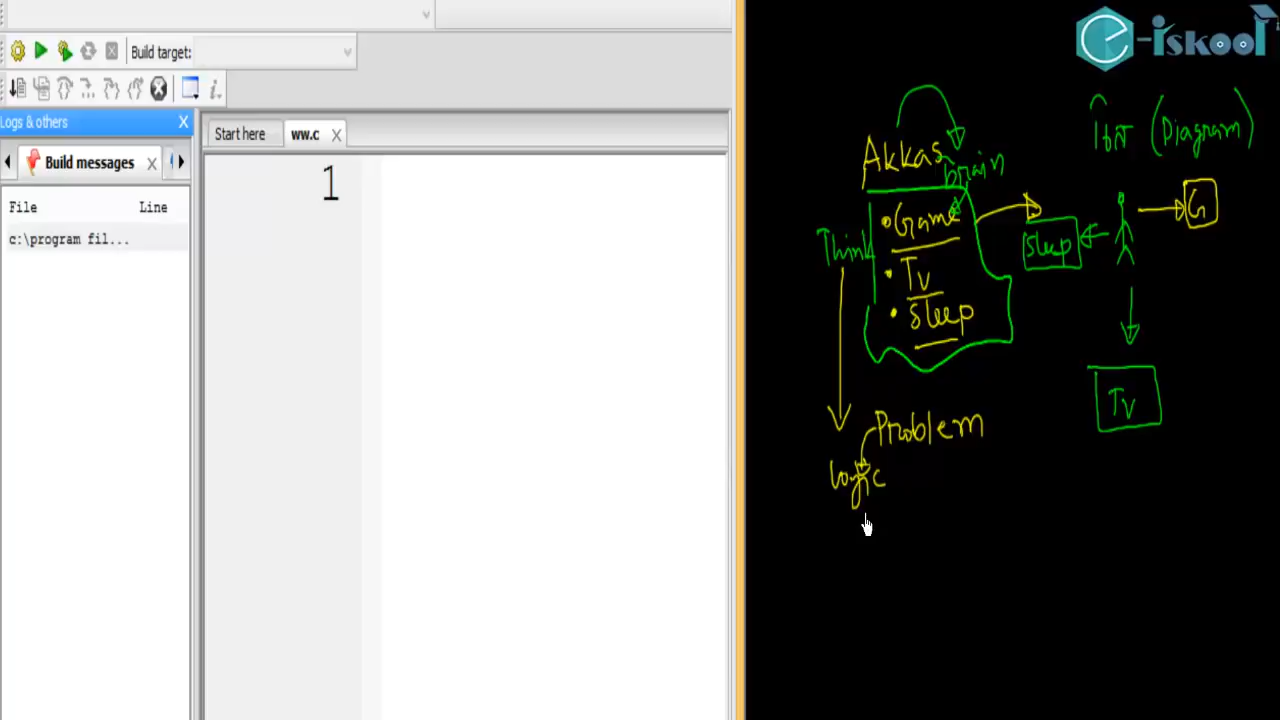 Build target:
Logs & others
Build messages
File Line
c:\program fil...
Start here ww.c
1
e-iskool
Akkas
brain
(Diagram)
Think
Game
Tv
Sleep
Sleep
G
Tv
Problem
Logic